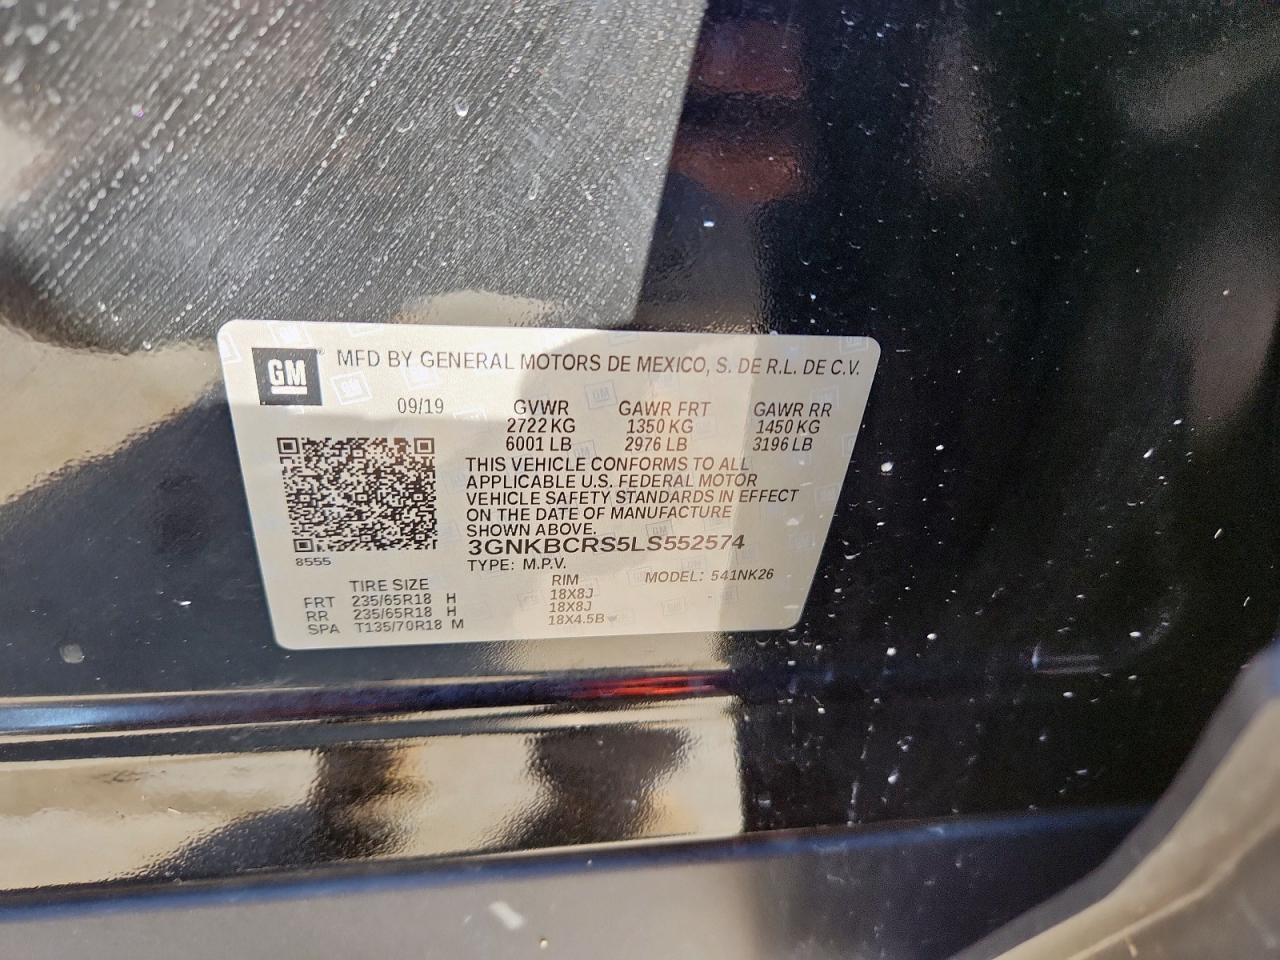 GM
MFD BY GENERAL MOTORS DE MEXICO, S. DE R.L. DE C.V.
09/19 GVWR GAWR FRT GAWR RR
2722 KG 1350 KG 1450 KG
6001 LB 2976 LB 3196 LB
THIS VEHICLE CONFORMS TO ALL
APPLICABLE U.S. FEDERAL MOTOR
VEHICLE SAFETY STANDARDS IN EFFECT
ON THE DATE OF MANUFACTURE
SHOWN ABOVE.
3GNKBCRS5LS552574
8555
TYPE: M.P.V.
TIRE SIZE RIM MODEL: 541NK26
FRT 235/65R18 H 18X8J
RR 235/65R18 H 18X8J
SPA T135/70R18 M 18X4.5B